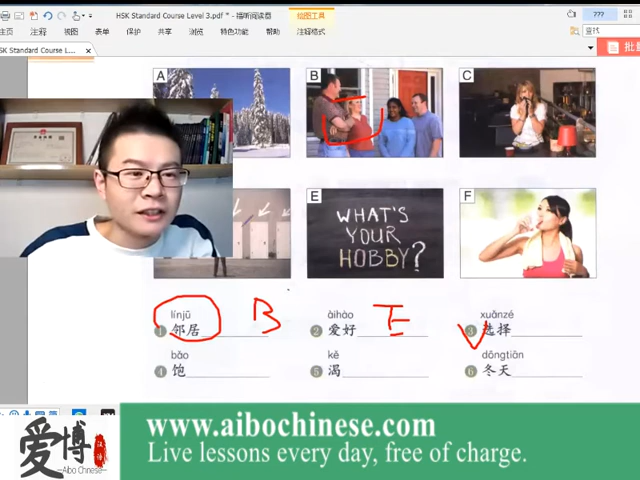 HSK Standard Course Level 3.pdf * - 福昕阅读器
绘图工具
???
主页 注释 视图 表单 保护 共享 浏览 特色功能 帮助 注释格式
查找
HSK Standard Course L...
A
B
C
E
F
WHAT'S
YOUR
HOBBY?
línjū
1 邻居
B
àihào
2 爱好
E
xuǎnzé
3 选择
bǎo
4 饱
kě
5 渴
dōngtiān
6 冬天
爱博
汉语
Aibo Chinese
www.aibochinese.com
Live lessons every day, free of charge.